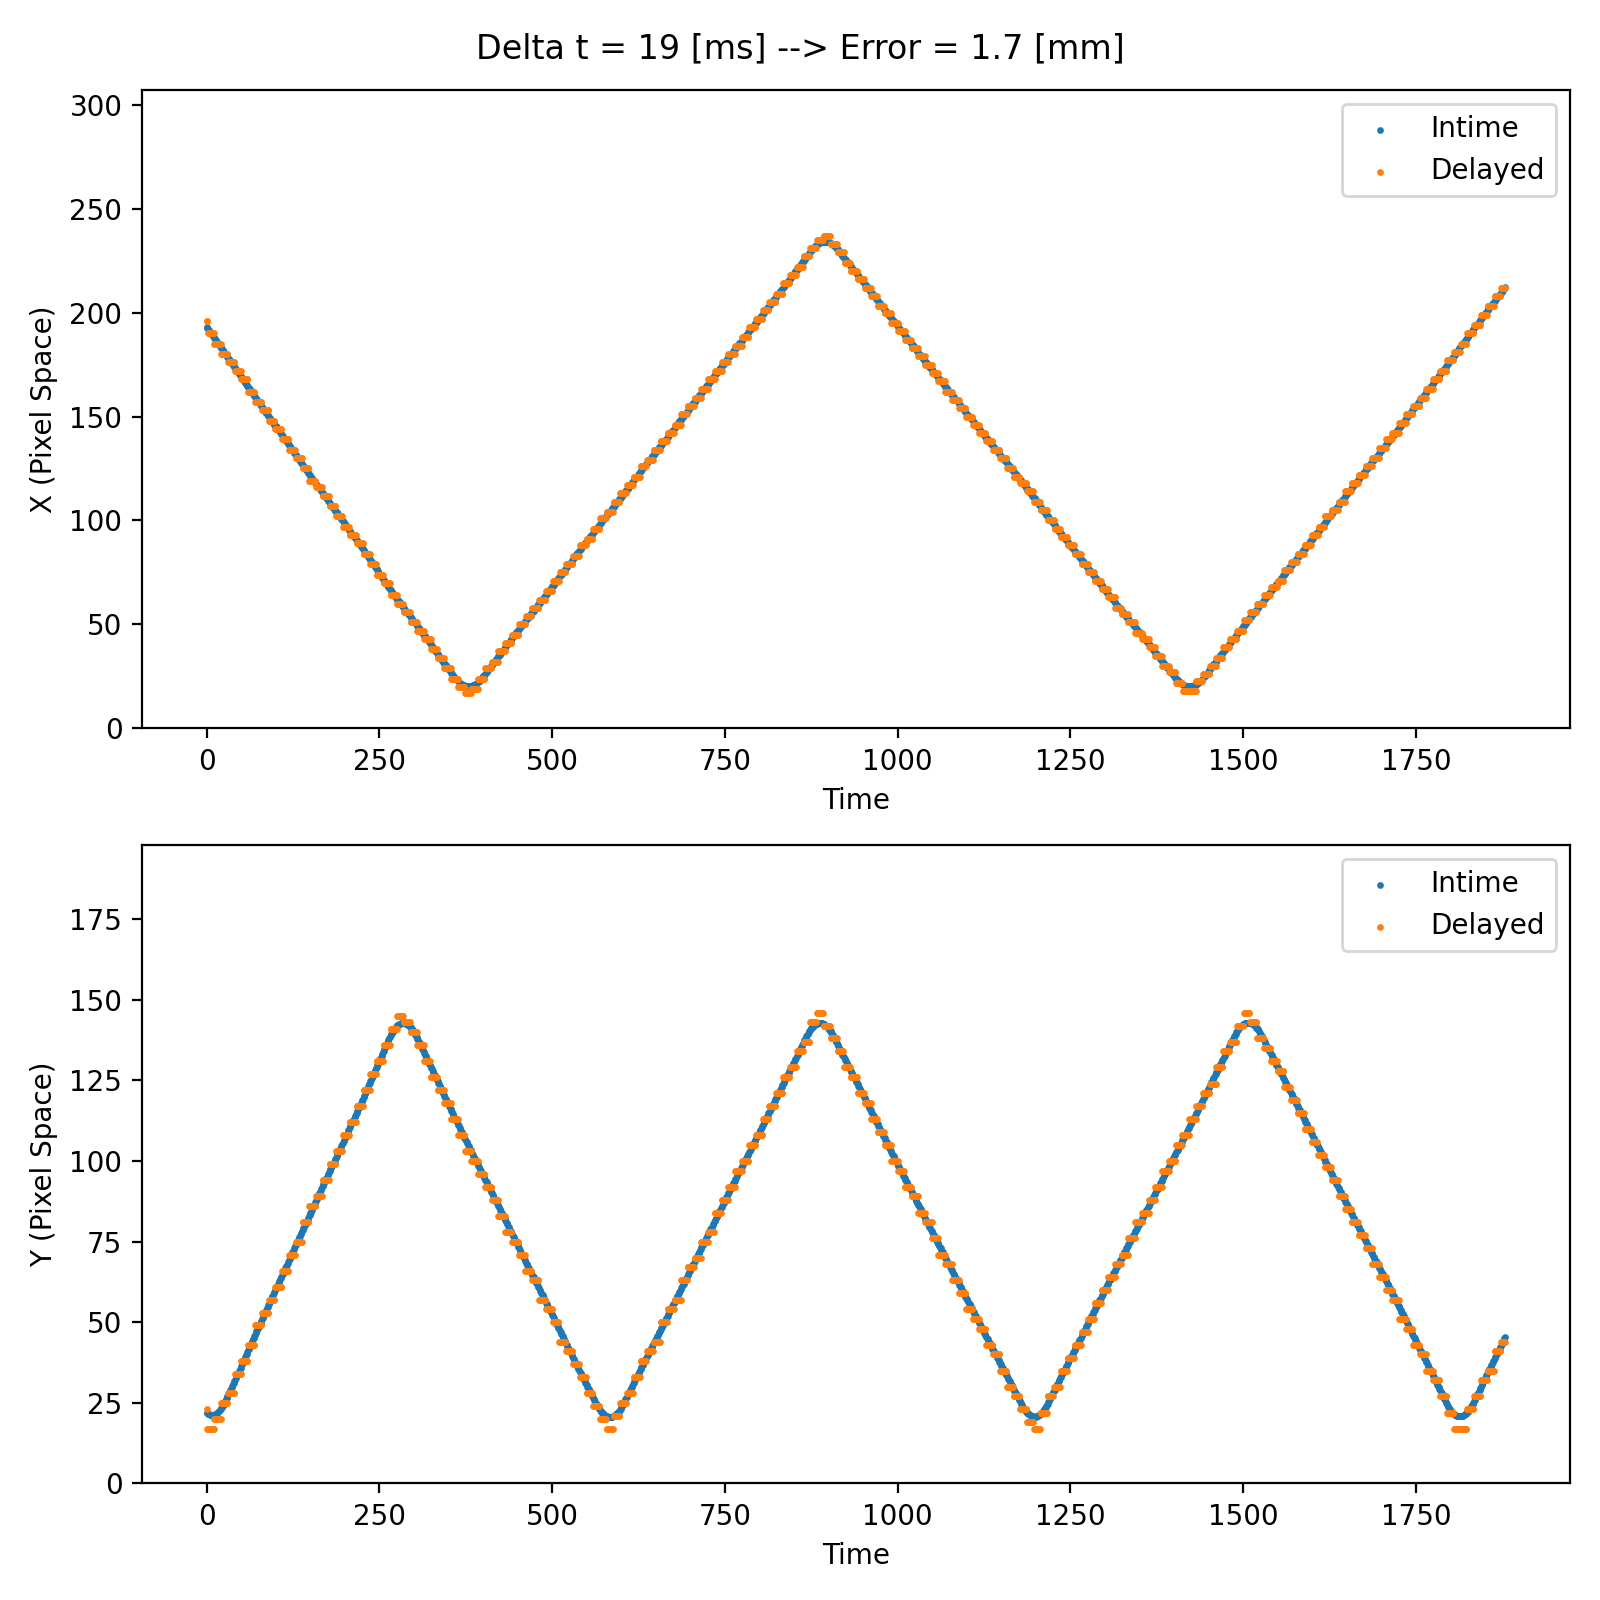 Delta t = 19 [ms] --> Error = 1.7 [mm]
300
250
200
150
100
50
0
X (Pixel Space)
Intime
Delayed
0 250 500 750 1000 1250 1500 1750
Time
175
150
125
100
75
50
25
0
Y (Pixel Space)
Intime
Delayed
0 250 500 750 1000 1250 1500 1750
Time